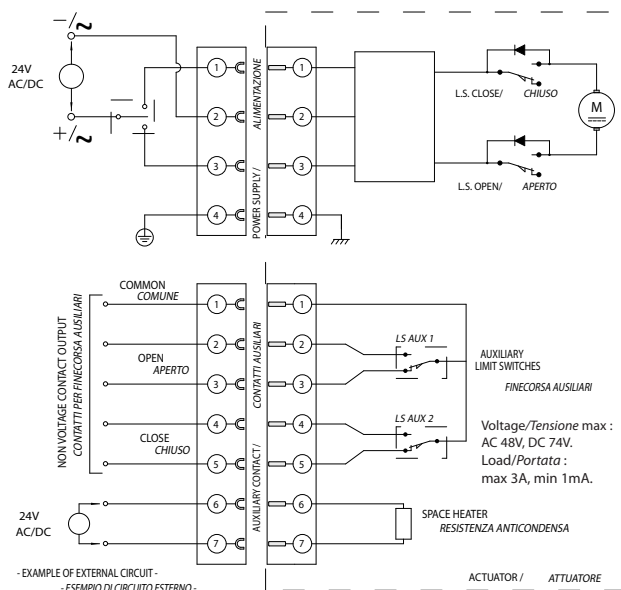 −/~
24V
AC/DC
+/~
1
2
3
4
POWER SUPPLY / ALIMENTAZIONE
1
2
3
4
L.S. CLOSE/ CHIUSO
L.S. OPEN/ APERTO
M
NON VOLTAGE CONTACT OUTPUT
CONTATTI PER FINECORSA AUSILIARI
COMMON
COMUNE
OPEN
APERTO
CLOSE
CHIUSO
24V
AC/DC
1
2
3
4
5
6
7
AUXILIARY CONTACT / CONTATTI AUSILIARI
1
2
3
4
5
6
7
LS AUX 1
LS AUX 2
AUXILIARY
LIMIT SWITCHES
FINECORSA AUSILIARI
Voltage/Tensione max :
AC 48V, DC 74V.
Load/Portata :
max 3A, min 1mA.
SPACE HEATER
RESISTENZA ANTICONDENSA
- EXAMPLE OF EXTERNAL CIRCUIT -
- ESEMPIO DI CIRCUITO ESTERNO -
ACTUATOR / ATTUATORE